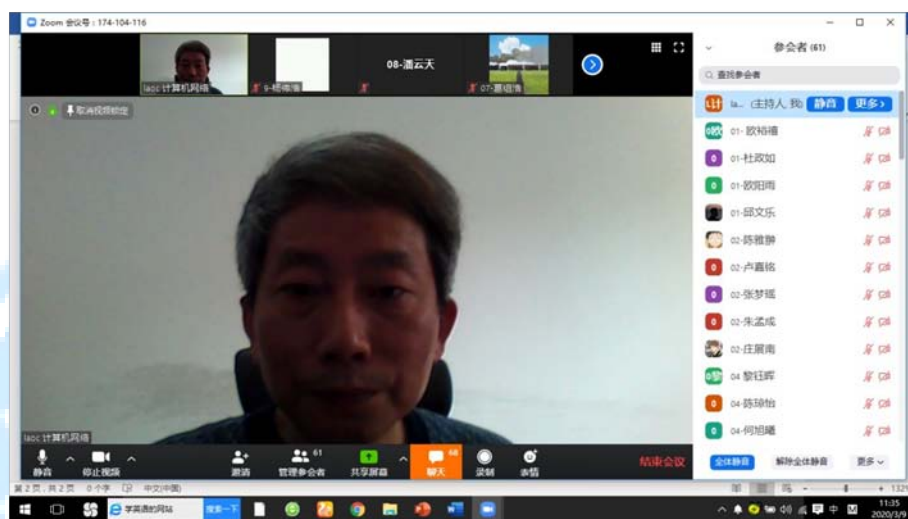 Zoom 会议号：174-104-116
laoc 计算机网络
08-潘云天
取消视频锁定
laoc 计算机网络
参会者 (61)
查找参会者
la... (主持人, 我)
静音
更多
01- 欧裕禧
01-杜政如
01-欧阳雨
01-邱文乐
02-陈雅翀
02-卢嘉铭
02-张梦瑶
02-朱孟成
02-庄展南
04 黎钰晖
04-陈琼怡
04-何旭曦
静音
停止视频
邀请
61
管理参会者
共享屏幕
68
聊天
录制
表情
结束会议
全体静音
解除全体静音
更多
第2页，共2页
0个字
中文(中国)
学英语的网站
搜索一下
中
11:35
2020/3/9